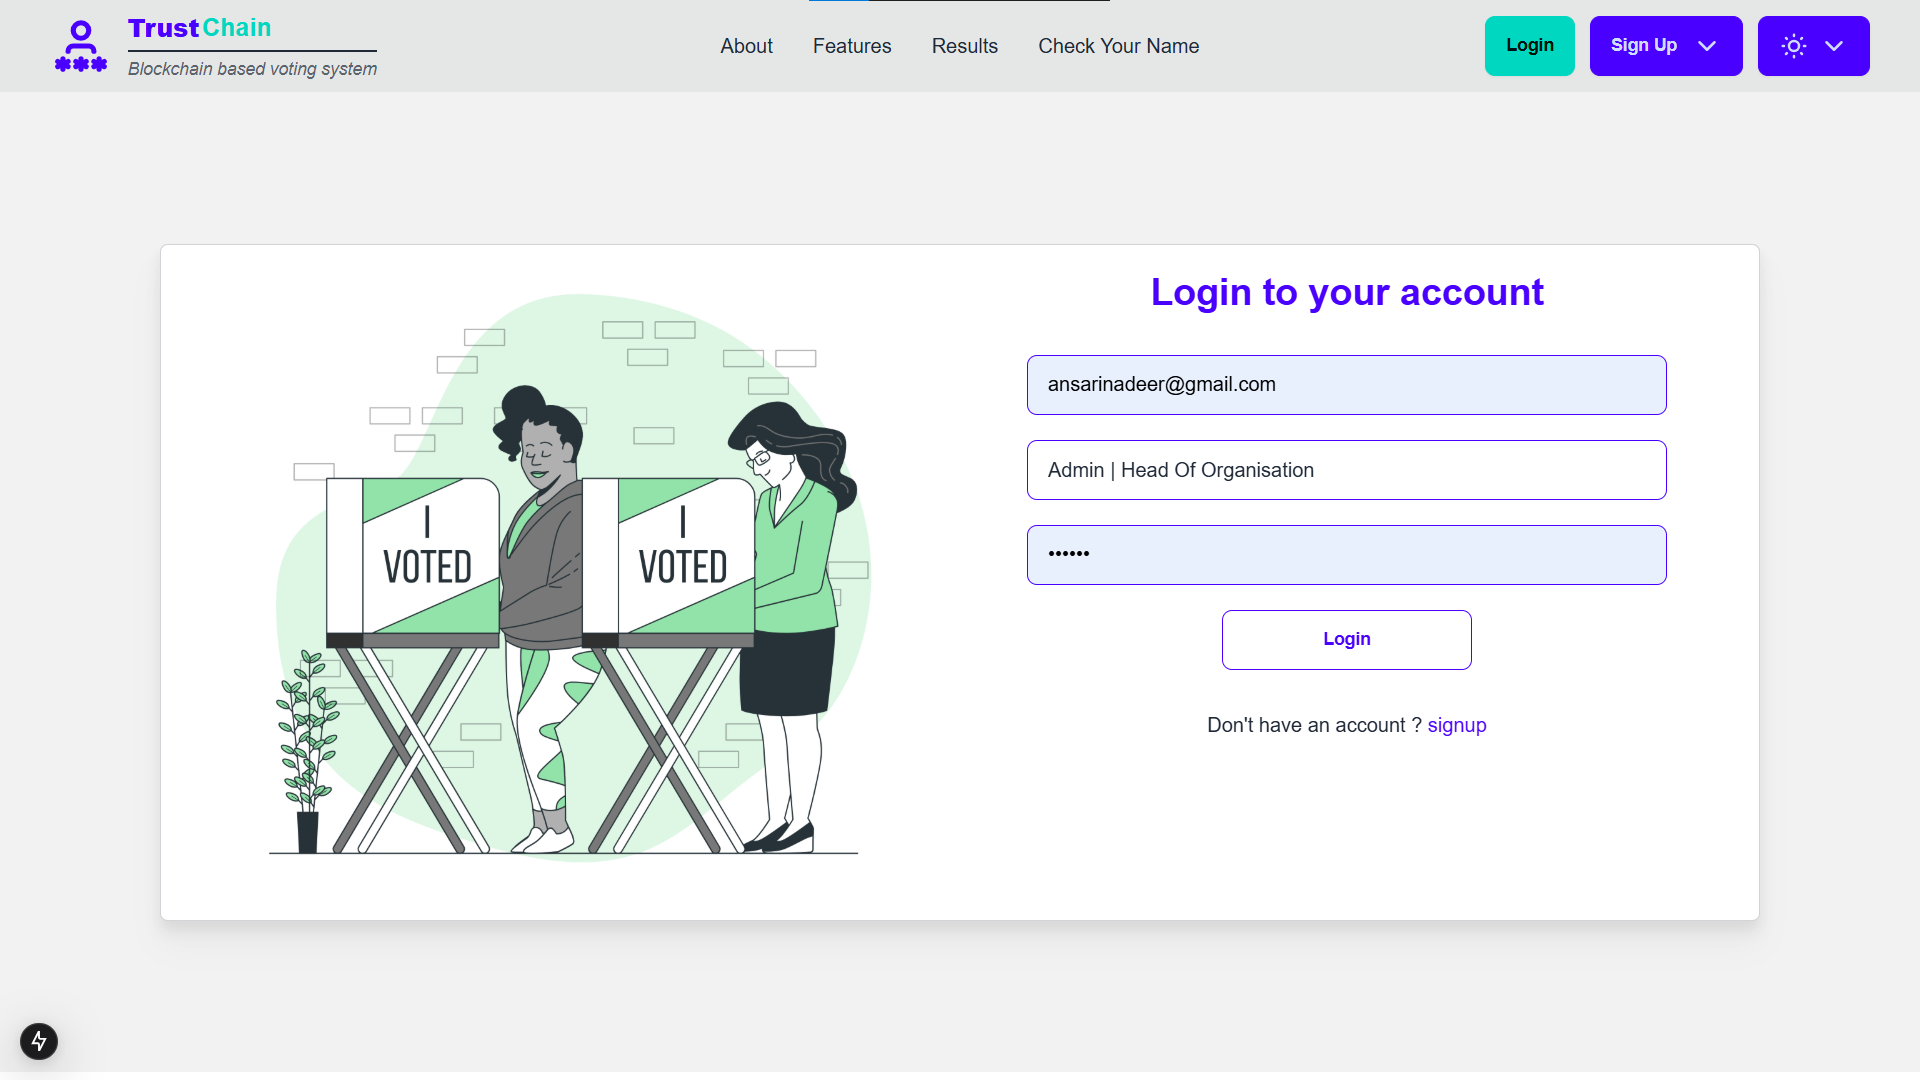 TrustChain
Blockchain based voting system
About Features Results Check Your Name
Login Sign Up
Login to your account
ansarinadeer@gmail.com
Admin | Head Of Organisation
••••••
Login
Don't have an account ? signup
I VOTED
I VOTED